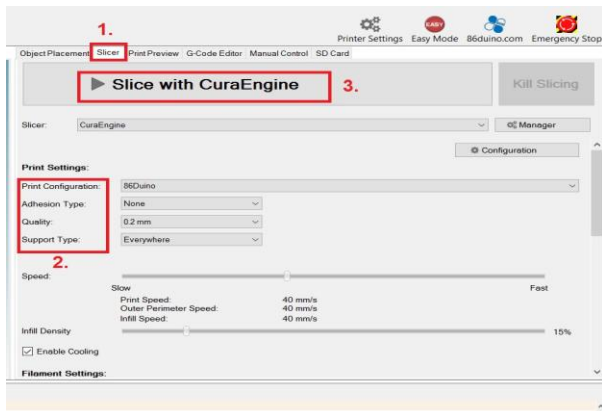 1.
Printer Settings Easy Mode 86duino.com Emergency Stop
EASY
Object Placement Slicer Print Preview G-Code Editor Manual Control SD Card
Slice with CuraEngine 3. Kill Slicing
Slicer: CuraEngine Manager
Configuration
Print Settings:
Print Configuration: 86Duino
Adhesion Type: None
Quality: 0.2 mm
Support Type: Everywhere
2.
Speed:
Slow Fast
Print Speed: 40 mm/s
Outer Perimeter Speed: 40 mm/s
Infill Speed: 40 mm/s
Infill Density 15%
Enable Cooling
Filament Settings: